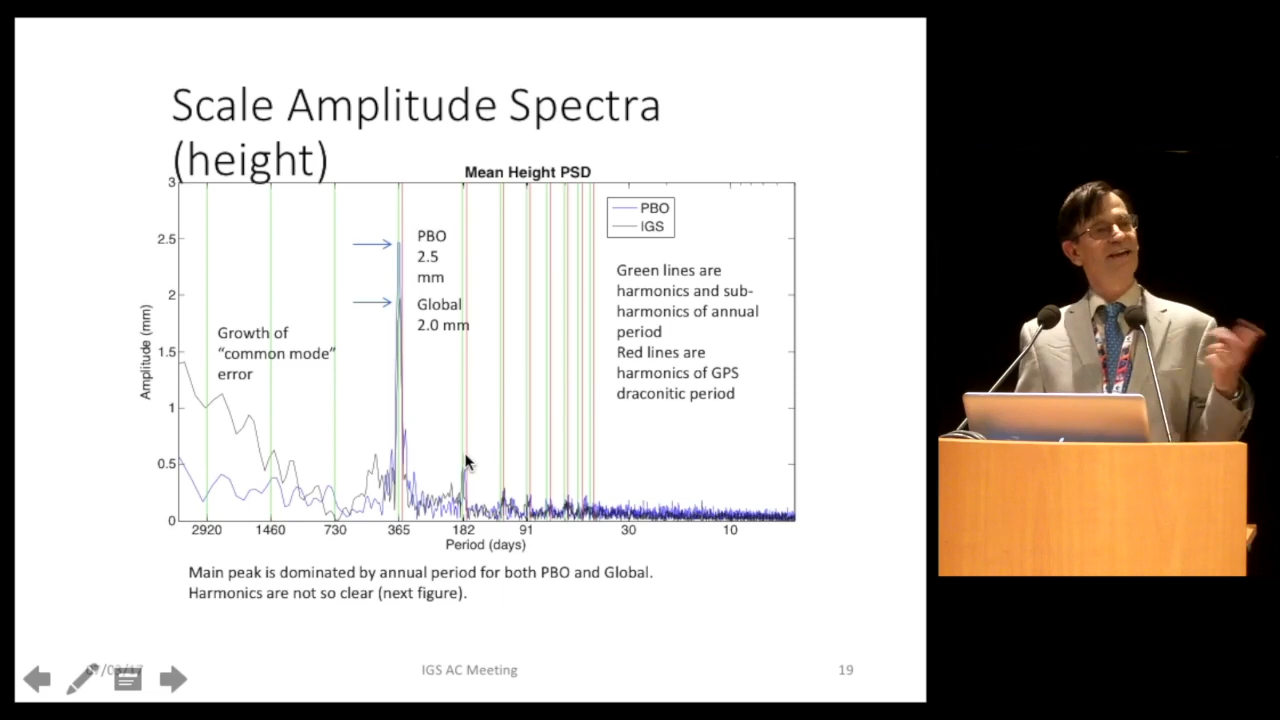 Scale Amplitude Spectra
(height)
Mean Height PSD
3
2.5
2
1.5
1
0.5
0
Amplitude (mm)
PBO
IGS
PBO
2.5
mm
Global
2.0 mm
Growth of
“common mode”
error
Green lines are
harmonics and sub-
harmonics of annual
period
Red lines are
harmonics of GPS
draconitic period
2920 1460 730 365 182 91 30 10
Period (days)
Main peak is dominated by annual period for both PBO and Global.
Harmonics are not so clear (next figure).
IGS AC Meeting
19